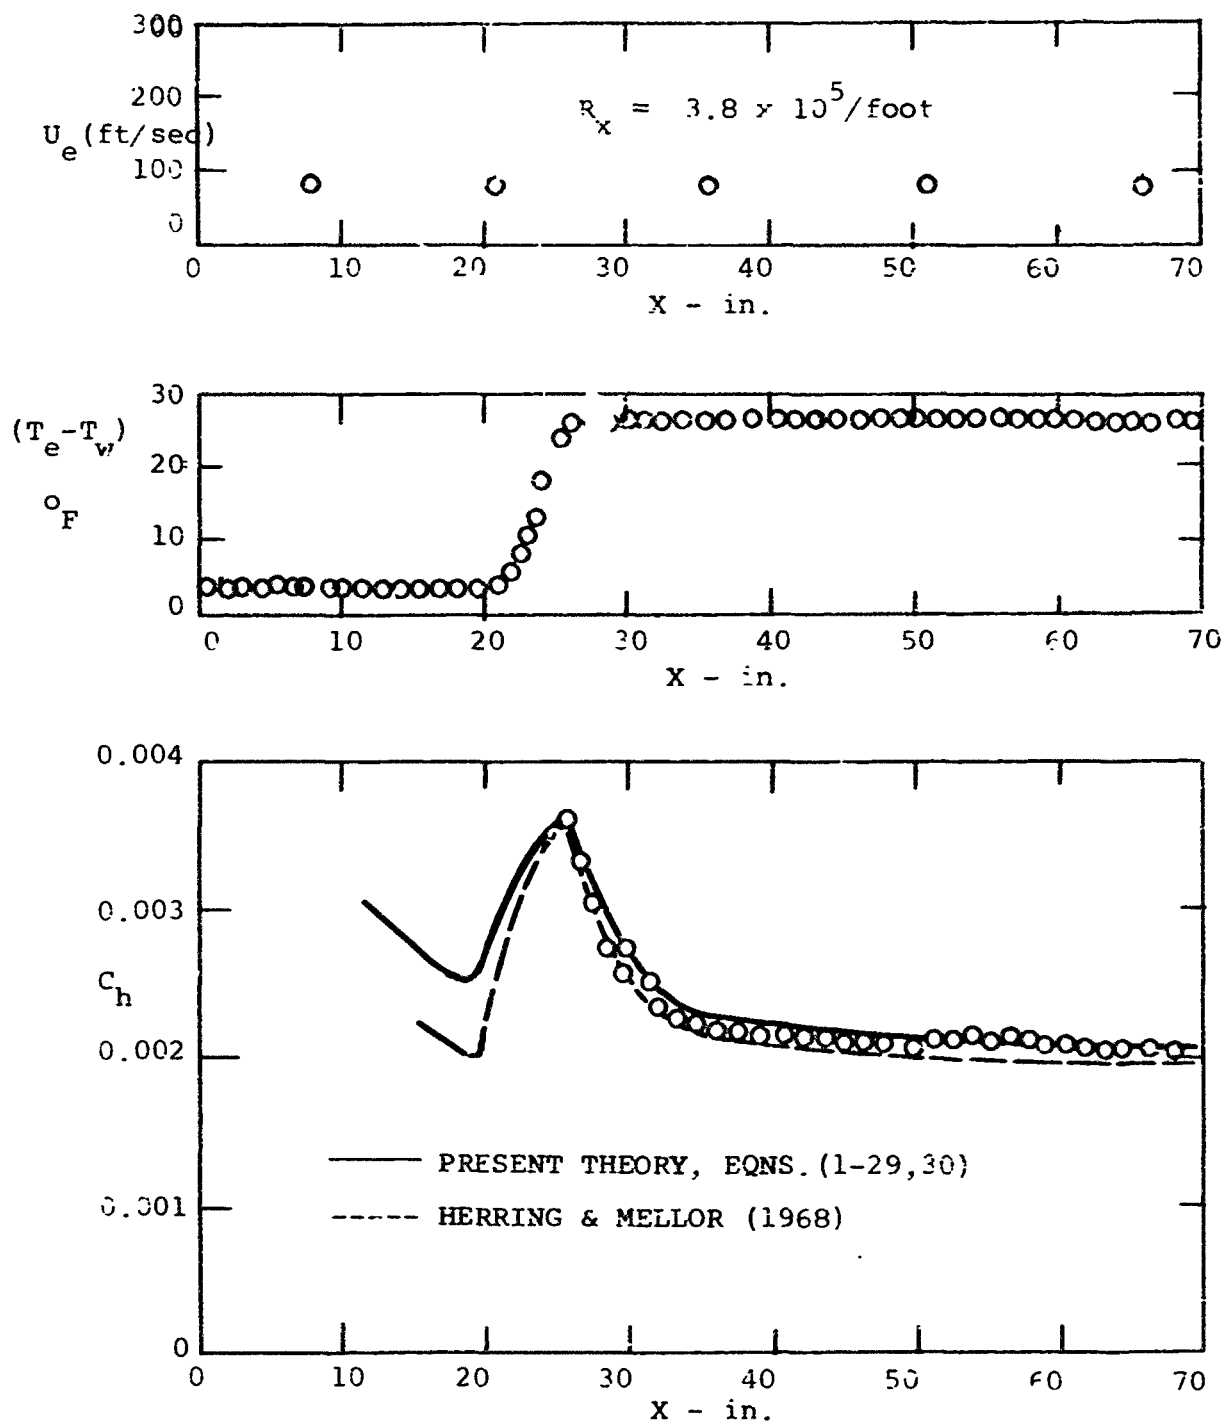 300
200
U_e (ft/sec)
100
0
R_x = 3.8 x 10^5/foot
0 10 20 30 40 50 60 70
X - in.
30
(T_e-T_w)
20
°F
10
0
0 10 20 30 40 50 60 70
X - in.
0.004
0.003
C_h
0.002
PRESENT THEORY, EQNS. (1-29,30)
0.001
HERRING & MELLOR (1968)
0
0 10 20 30 40 50 60 70
X - in.